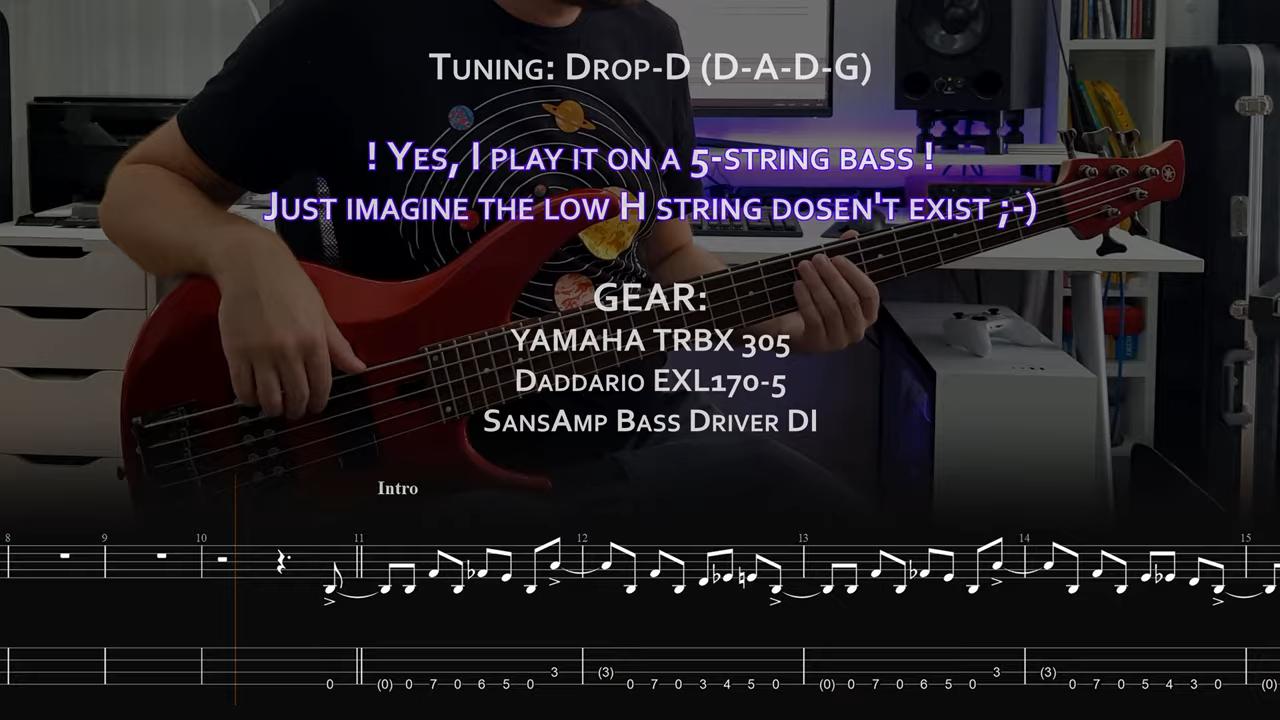 Tuning: Drop-D (D-A-D-G)
! Yes, I play it on a 5-string bass !
Just imagine the low H string dosen't exist ;-)
GEAR:
YAMAHA TRBX 305
Daddario EXL170-5
SansAmp Bass Driver DI
Intro
8 9 10 11 12 13 14 15
3 (3) 3 (3)
0 (0) 0 7 0 6 5 0 0 7 0 3 4 5 0 (0) 0 7 0 6 5 0 0 7 0 5 4 3 0 (0)